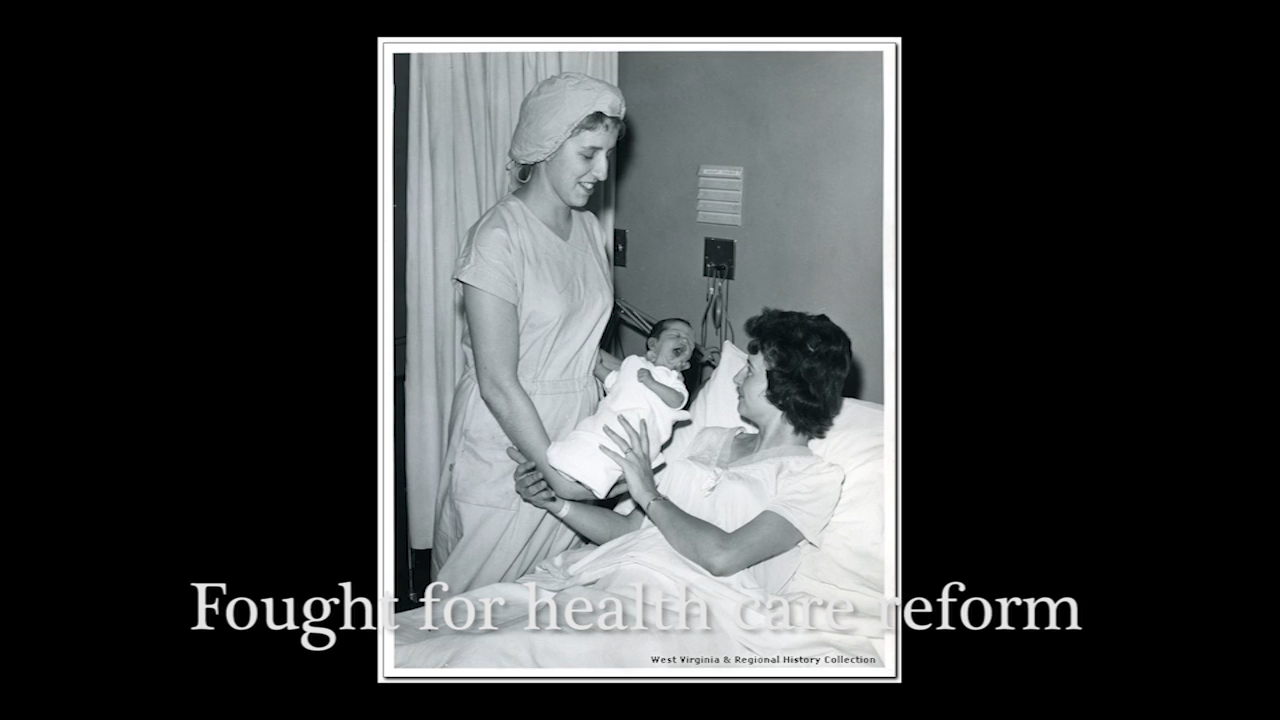 Fought for health care reform
West Virginia & Regional History Collection